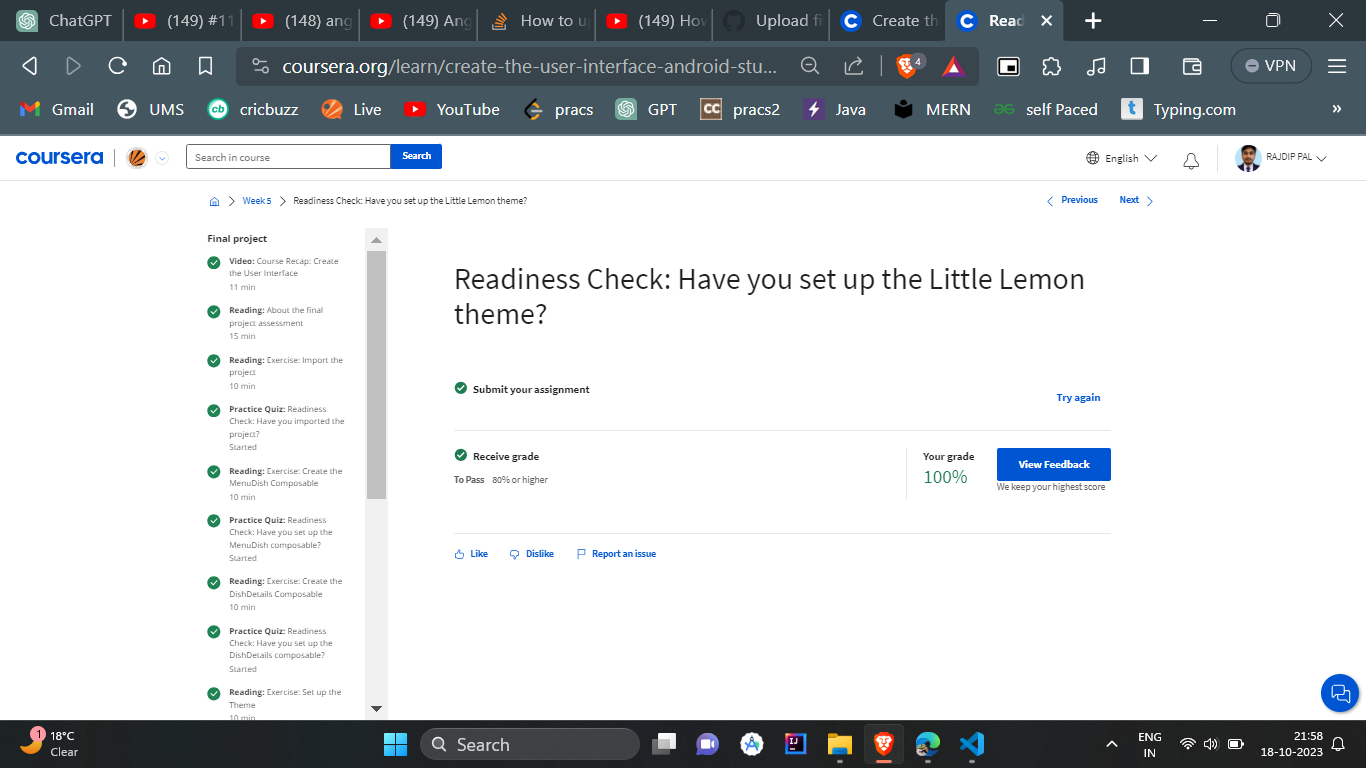 ChatGPT
(149) #11
(148) ang
(149) Ang
How to u
(149) How
Upload fi
Create th
Read
coursera.org/learn/create-the-user-interface-android-stu...
4
VPN
Gmail
UMS
cb
cricbuzz
Live
YouTube
pracs
GPT
CC
pracs2
Java
MERN
self Paced
t
Typing.com
»
coursera
Search in course
Search
English
RAJDIP PAL
Week 5
Readiness Check: Have you set up the Little Lemon theme?
Previous
Next
Final project
Video: Course Recap: Create
the User Interface
11 min
Reading: About the final
project assessment
15 min
Reading: Exercise: Import the
project
10 min
Practice Quiz: Readiness
Check: Have you imported the
project?
Started
Reading: Exercise: Create the
MenuDish Composable
10 min
Practice Quiz: Readiness
Check: Have you set up the
MenuDish composable?
Started
Reading: Exercise: Create the
DishDetails Composable
10 min
Practice Quiz: Readiness
Check: Have you set up the
DishDetails composable?
Started
Reading: Exercise: Set up the
Theme
10 min
Readiness Check: Have you set up the Little Lemon
theme?
Submit your assignment
Try again
Receive grade
To Pass 80% or higher
Your grade
100%
View Feedback
We keep your highest score
Like
Dislike
Report an issue
1
18°C
Clear
Search
IJ
ENG
IN
21:58
18-10-2023